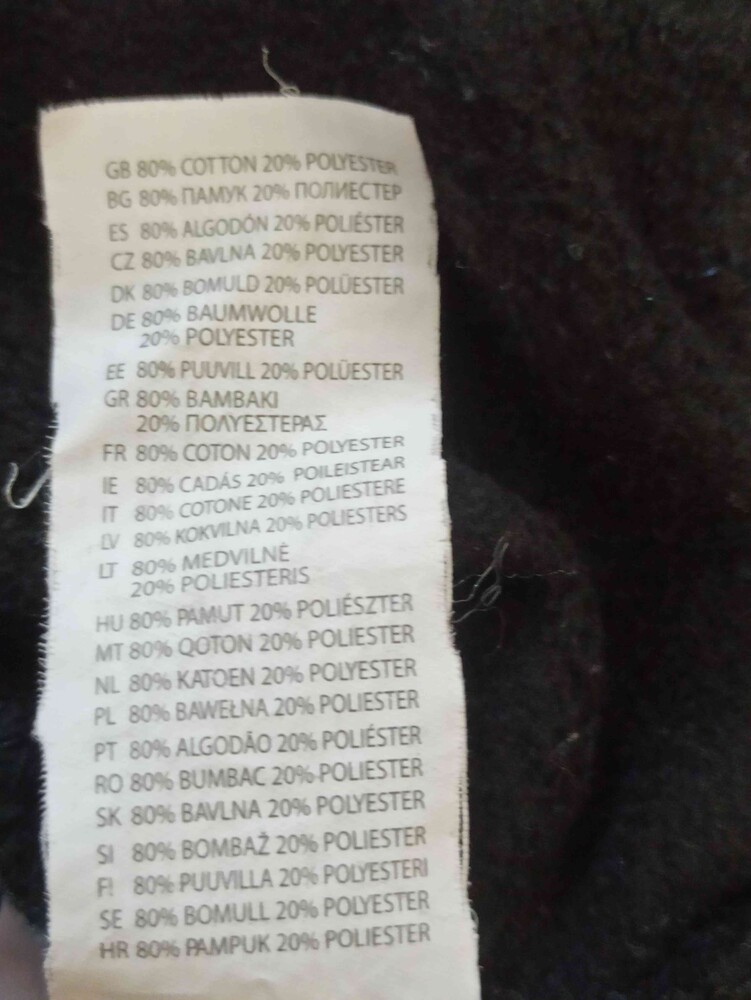 GB 80% COTTON 20% POLYESTER
BG 80% ПАМУК 20% ПОЛИЕСТЕР
ES 80% ALGODÓN 20% POLIÉSTER
CZ 80% BAVLNA 20% POLYESTER
DK 80% BOMULD 20% POLÜESTER
DE 80% BAUMWOLLE
20% POLYESTER
EE 80% PUUVILL 20% POLÜESTER
GR 80% ΒΑΜΒΑΚΙ
20% ΠΟΛΥΕΣΤΕΡΑΣ
FR 80% COTON 20% POLYESTER
IE 80% CADÁS 20% POILEISTEAR
IT 80% COTONE 20% POLIESTERE
LV 80% KOKVILNA 20% POLIESTERS
LT 80% MEDVILNĖ
20% POLIESTERIS
HU 80% PAMUT 20% POLIÉSZTER
MT 80% QOTON 20% POLIESTER
NL 80% KATOEN 20% POLYESTER
PL 80% BAWEŁNA 20% POLIESTER
PT 80% ALGODÃO 20% POLIÉSTER
RO 80% BUMBAC 20% POLIESTER
SK 80% BAVLNA 20% POLYESTER
SI 80% BOMBAŽ 20% POLIESTER
FI 80% PUUVILLA 20% POLYESTERI
SE 80% BOMULL 20% POLYESTER
HR 80% PAMPUK 20% POLIESTER